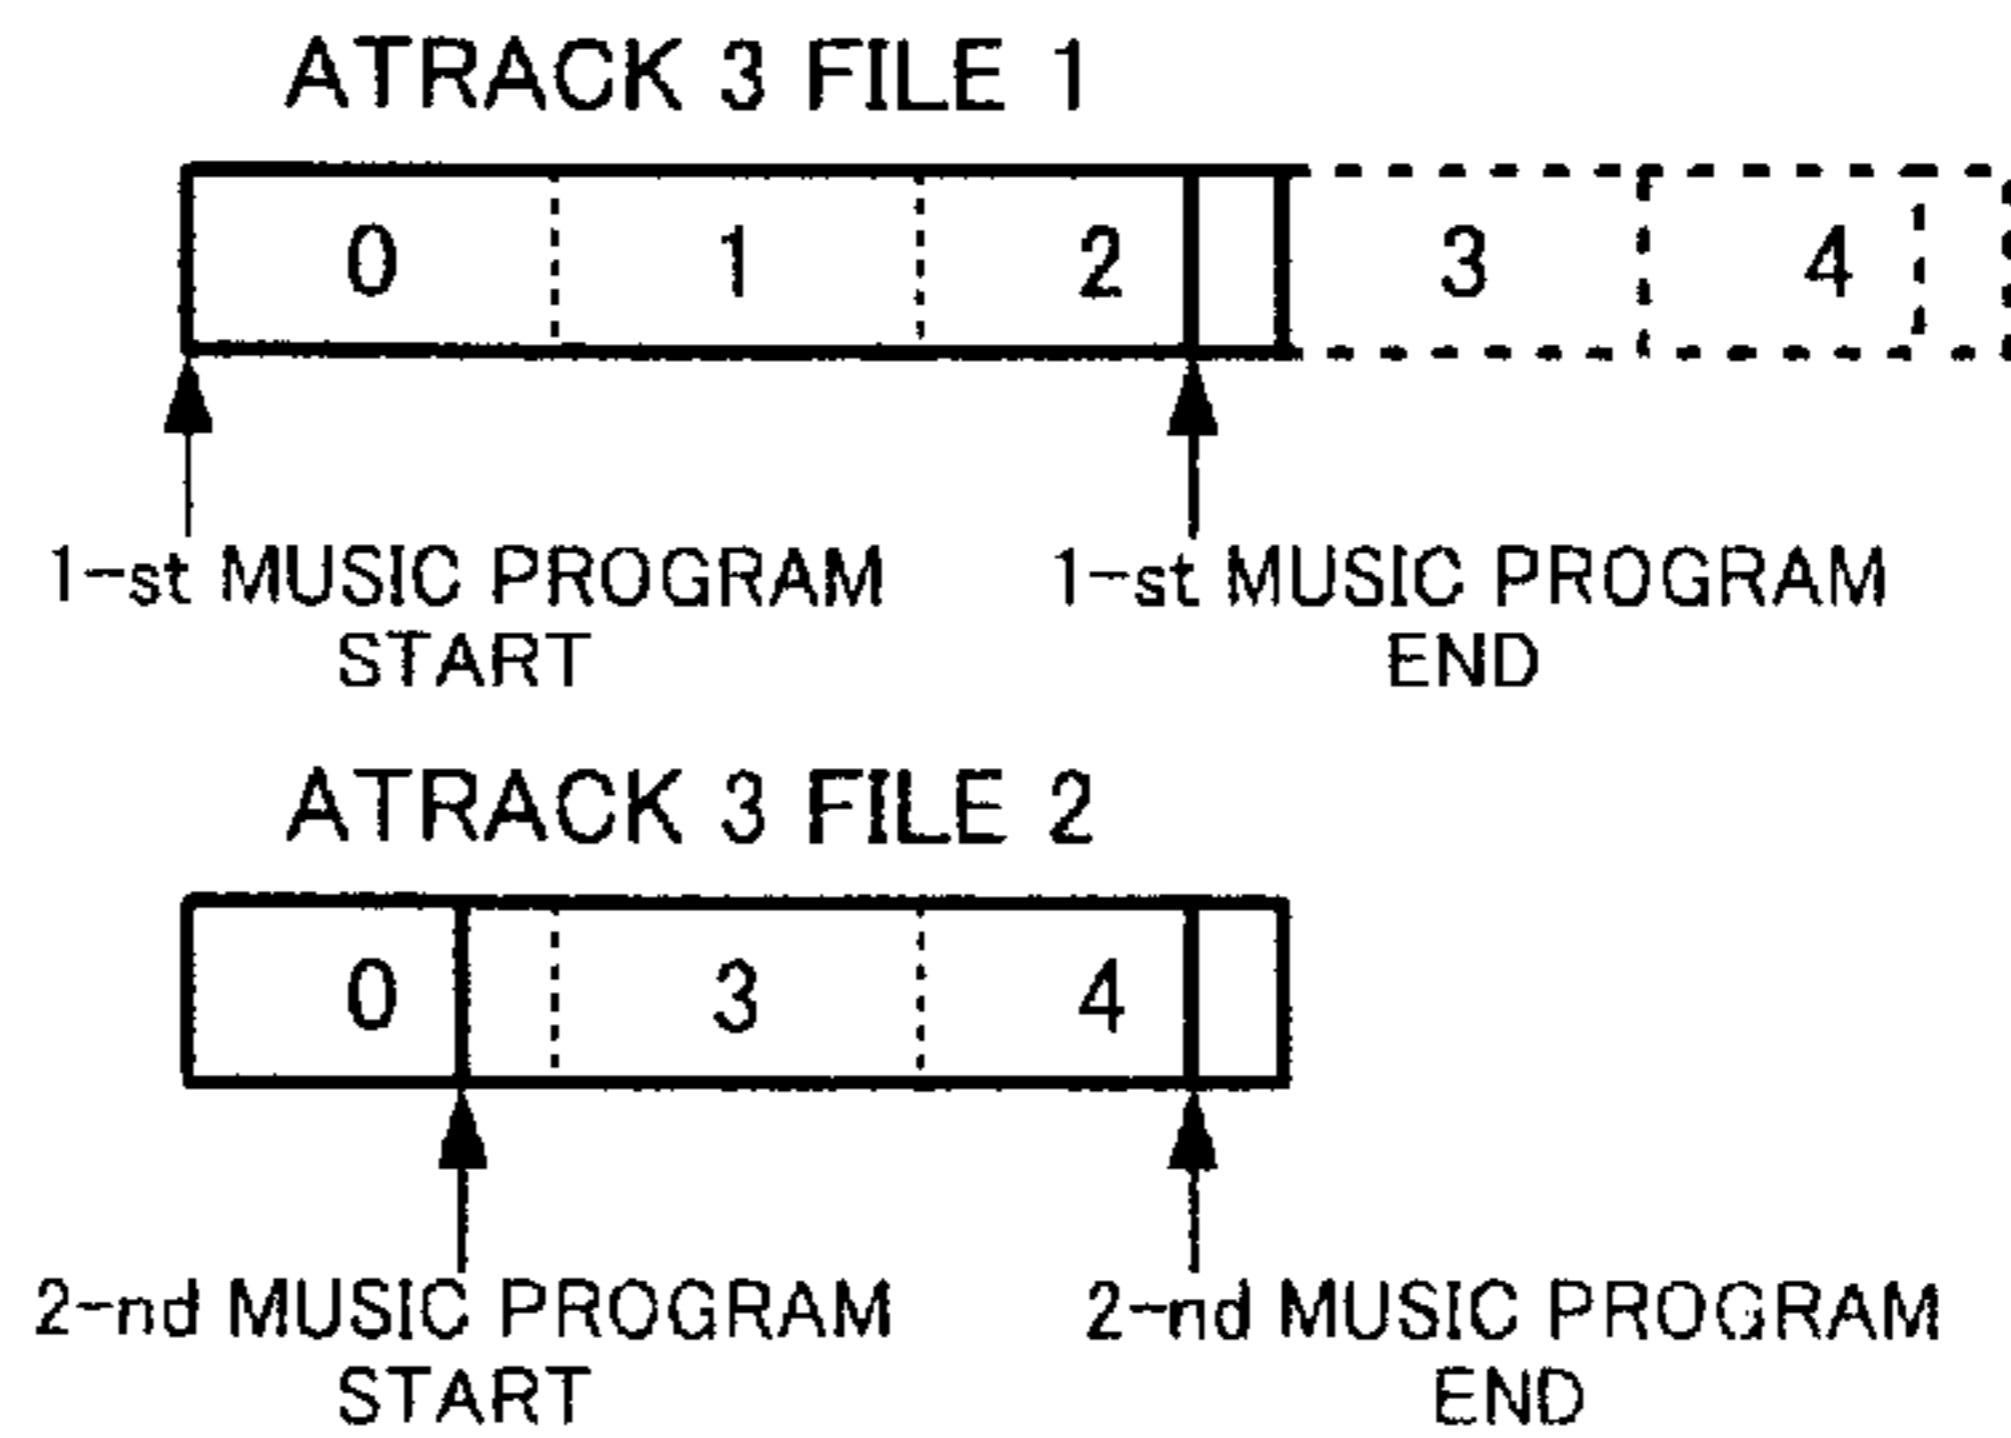 ATRACK 3 FILE 1
0 1 2 3 4
1-st MUSIC PROGRAM
START
1-st MUSIC PROGRAM
END
ATRACK 3 FILE 2
0 3 4
2-nd MUSIC PROGRAM
START
2-nd MUSIC PROGRAM
END